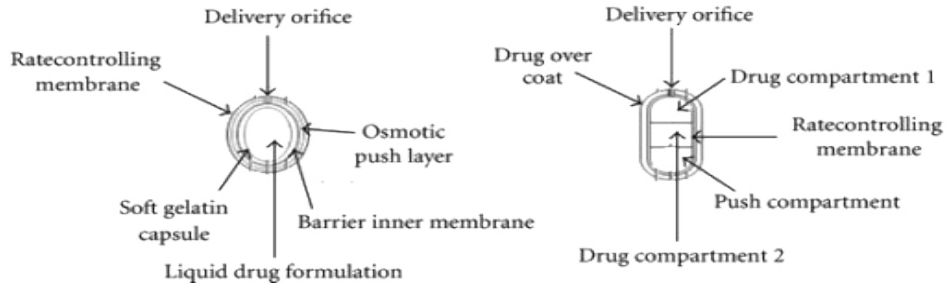 Delivery orifice
Ratecontrolling
membrane
Osmotic
push layer
Soft gelatin
capsule
Barrier inner membrane
Liquid drug formulation
Delivery orifice
Drug over
coat
Drug compartment 1
Ratecontrolling
membrane
Push compartment
Drug compartment 2